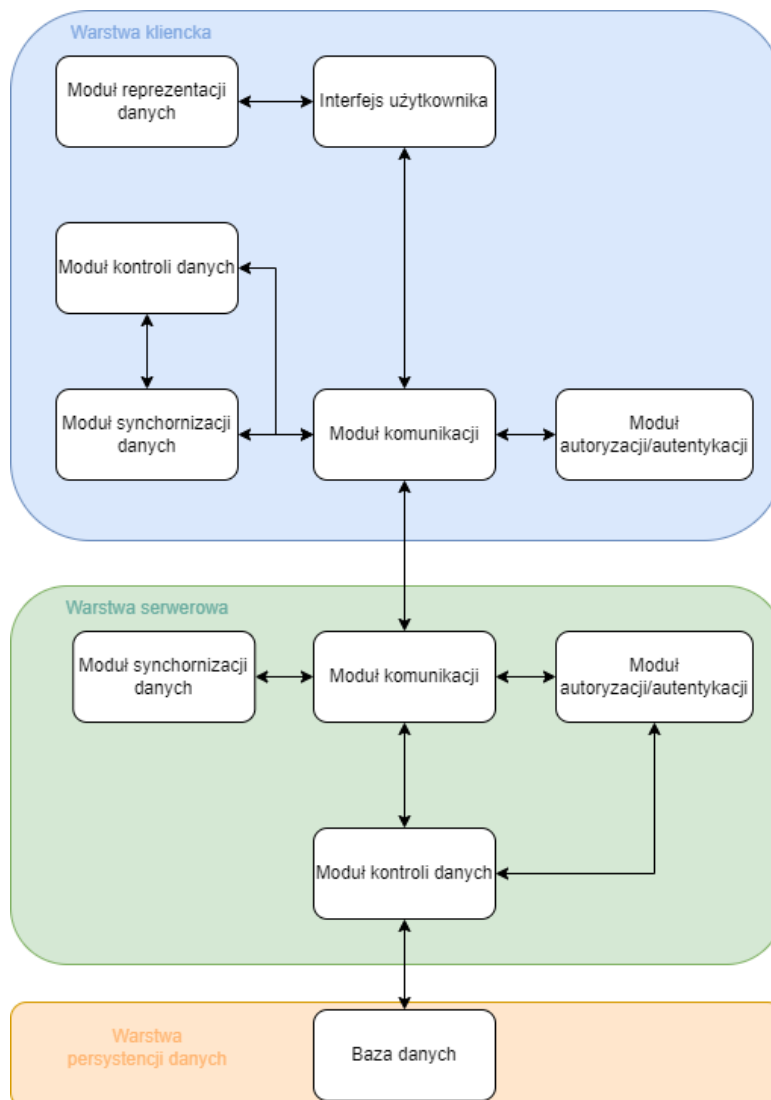 Warstwa kliencka
Moduł reprezentacji
danych
Interfejs użytkownika
Moduł kontroli danych
Moduł synchornizacji
danych
Moduł komunikacji
Moduł
autoryzacji/autentykacji
Warstwa serwerowa
Moduł synchornizacji
danych
Moduł komunikacji
Moduł
autoryzacji/autentykacji
Moduł kontroli danych
Warstwa
persystencji danych
Baza danych